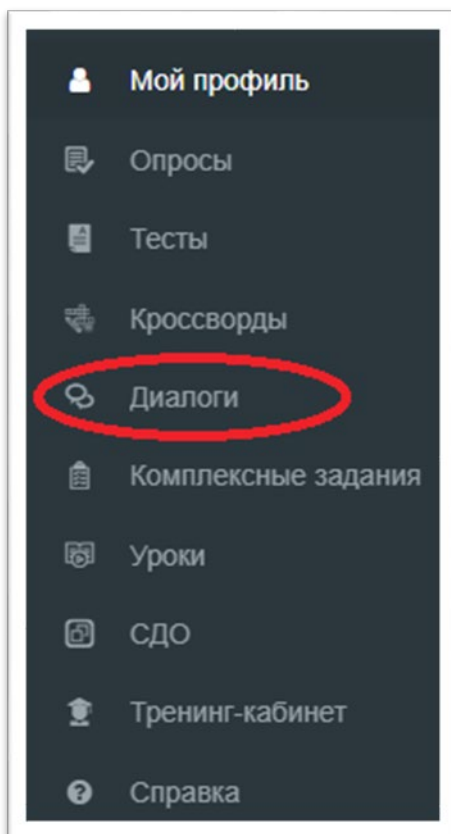 Мой профиль
Опросы
Тесты
Кроссворды
Диалоги
Комплексные задания
Уроки
СДО
Тренинг-кабинет
Справка